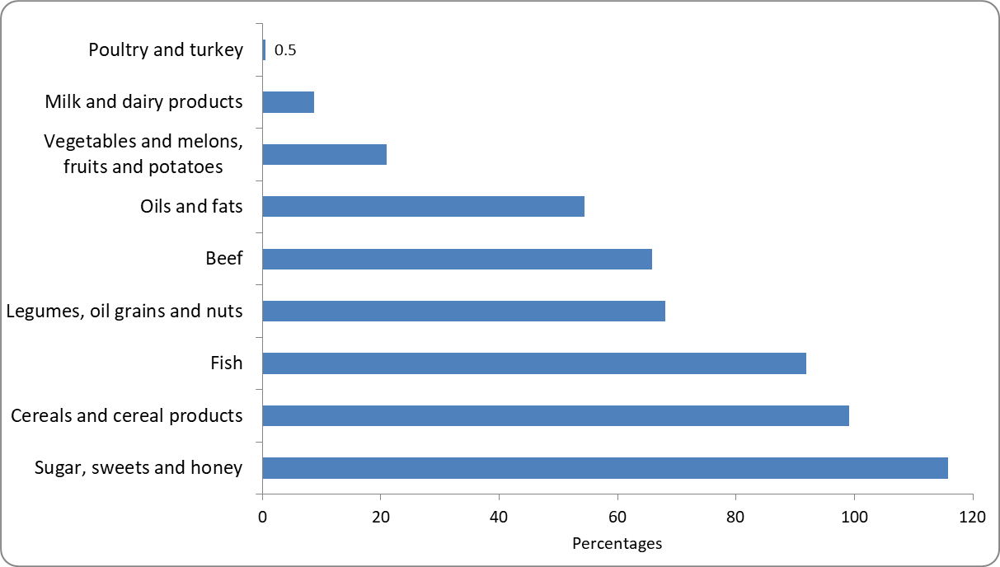 Poultry and turkey
0.5
Milk and dairy products
Vegetables and melons,
fruits and potatoes
Oils and fats
Beef
Legumes, oil grains and nuts
Fish
Cereals and cereal products
Sugar, sweets and honey
0 20 40 60 80 100 120
Percentages